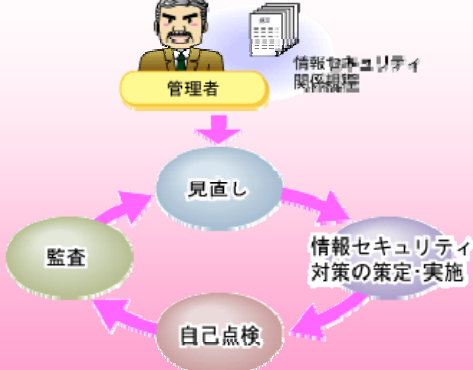 情報セキュリティ
関係規程
管理者
見直し
情報セキュリティ
対策の策定・実施
監査
自己点検